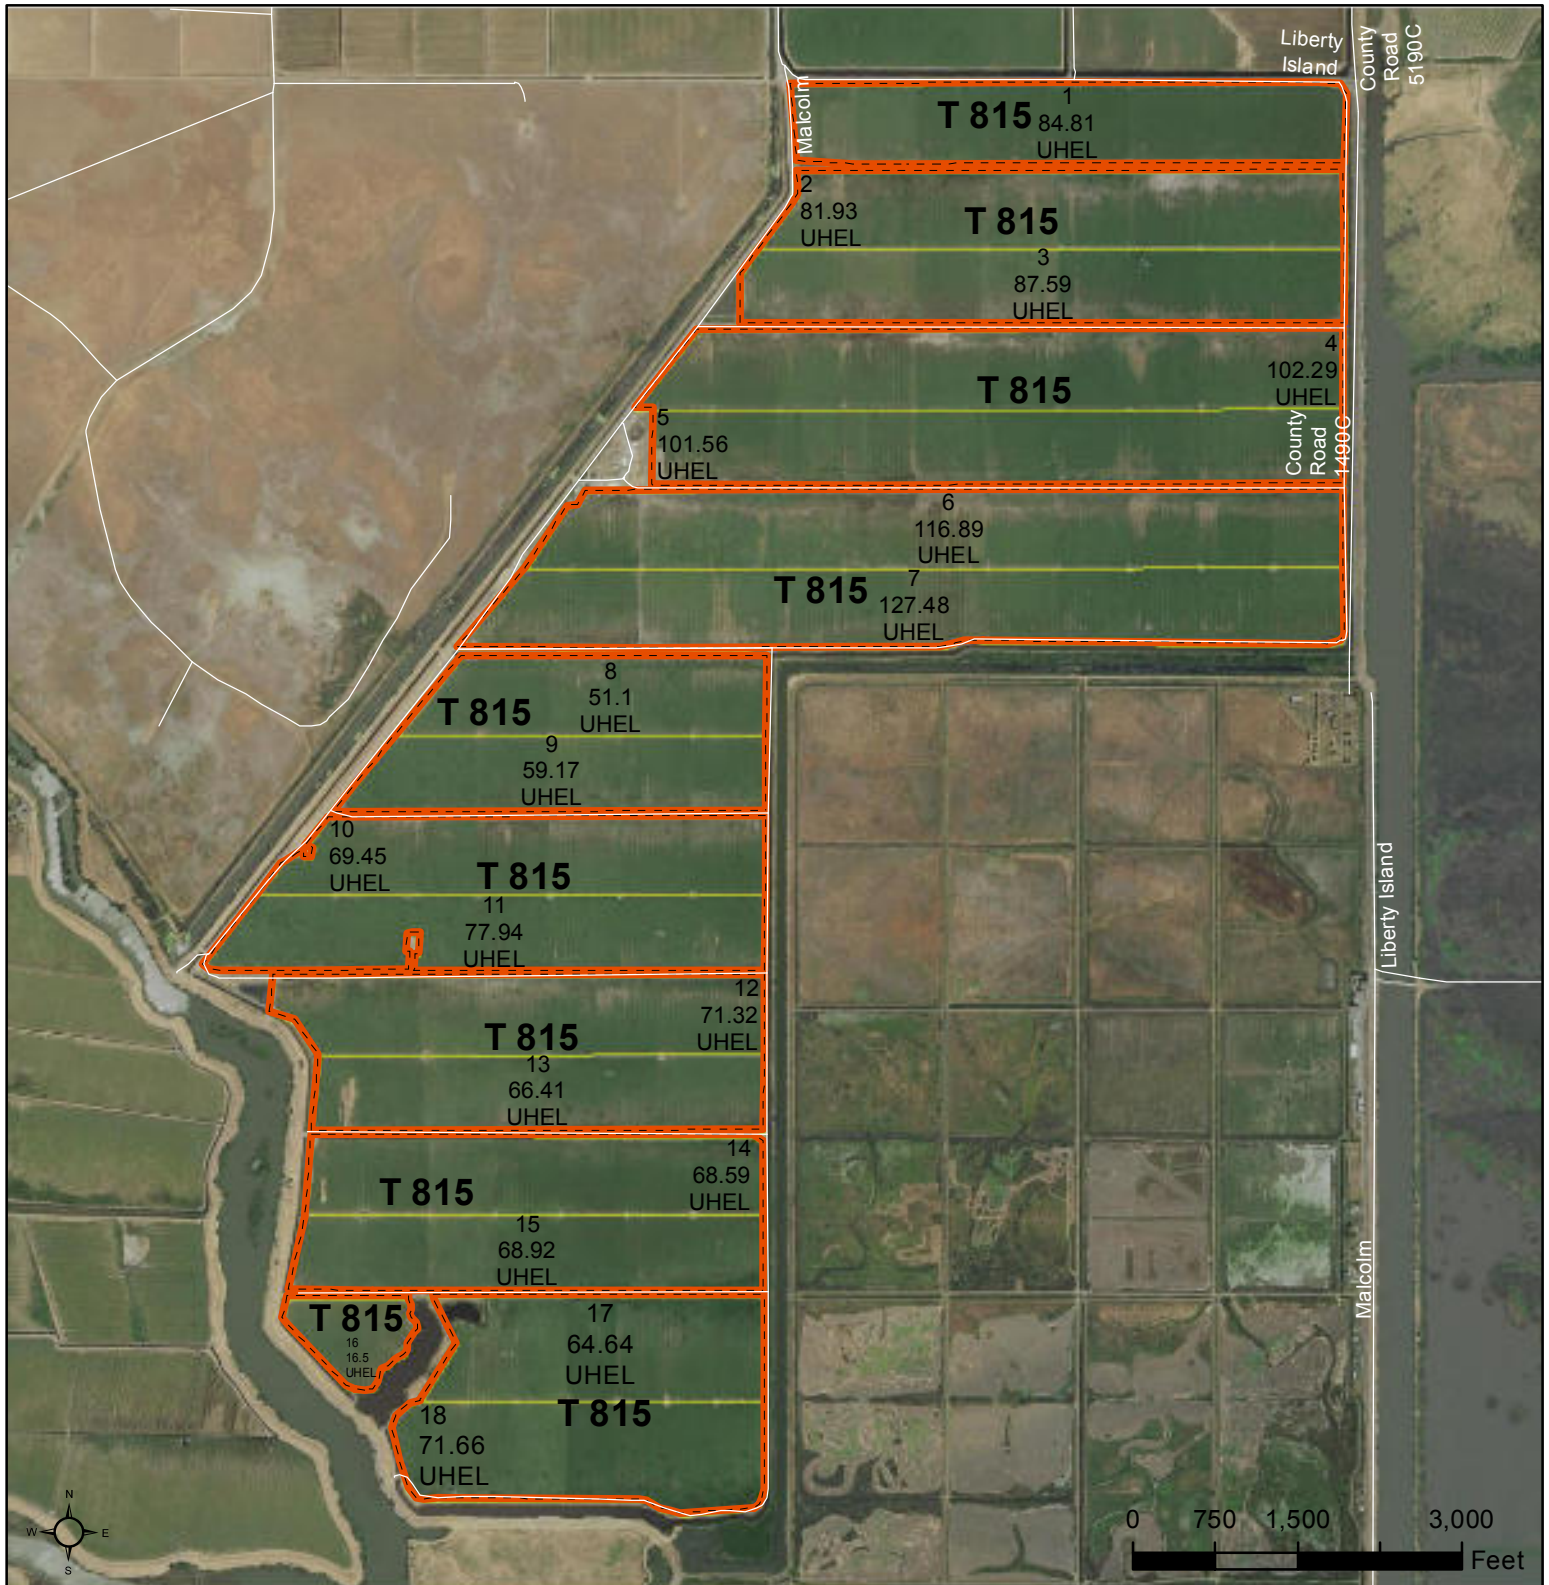 Liberty
Island
County
Road
5190C
Malcolm
T 815
1
84.81
UHEL
2
81.93
UHEL
T 815
3
87.59
UHEL
4
102.29
UHEL
T 815
5
101.56
UHEL
County
Road
1490C
6
116.89
UHEL
T 815
7
127.48
UHEL
8
51.1
UHEL
T 815
9
59.17
UHEL
10
69.45
UHEL
T 815
11
77.94
UHEL
Liberty Island
12
71.32
UHEL
T 815
13
66.41
UHEL
14
68.59
UHEL
T 815
15
68.92
UHEL
Malcolm
T 815
16
16.5
UHEL
17
64.64
UHEL
T 815
18
71.66
UHEL
N
W E
S
0 750 1,500 3,000
Feet